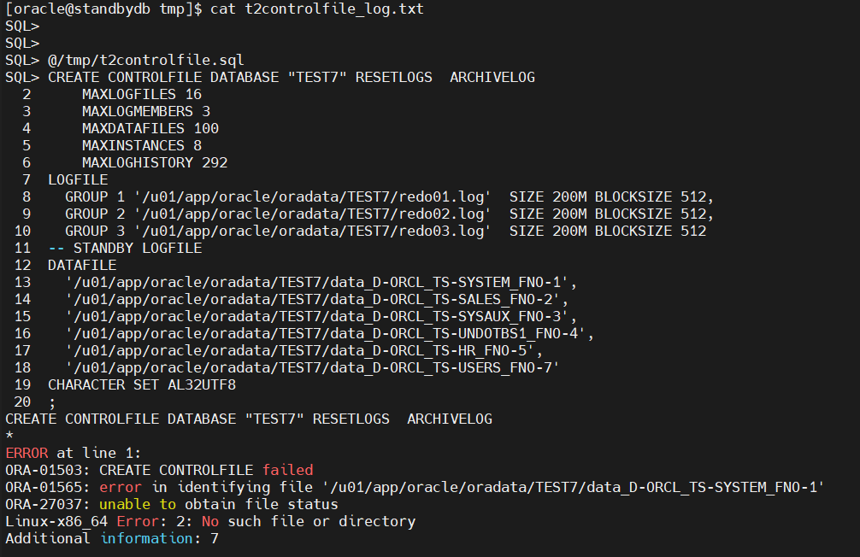 [oracle@standbydb tmp]$ cat t2controlfile_log.txt
SQL>
SQL>
SQL> @/tmp/t2controlfile.sql
SQL> CREATE CONTROLFILE DATABASE "TEST7" RESETLOGS  ARCHIVELOG
  2      MAXLOGFILES 16
  3      MAXLOGMEMBERS 3
  4      MAXDATAFILES 100
  5      MAXINSTANCES 8
  6      MAXLOGHISTORY 292
  7  LOGFILE
  8    GROUP 1 '/u01/app/oracle/oradata/TEST7/redo01.log'  SIZE 200M BLOCKSIZE 512,
  9    GROUP 2 '/u01/app/oracle/oradata/TEST7/redo02.log'  SIZE 200M BLOCKSIZE 512,
 10    GROUP 3 '/u01/app/oracle/oradata/TEST7/redo03.log'  SIZE 200M BLOCKSIZE 512
 11  -- STANDBY LOGFILE
 12  DATAFILE
 13    '/u01/app/oracle/oradata/TEST7/data_D-ORCL_TS-SYSTEM_FNO-1',
 14    '/u01/app/oracle/oradata/TEST7/data_D-ORCL_TS-SALES_FNO-2',
 15    '/u01/app/oracle/oradata/TEST7/data_D-ORCL_TS-SYSAUX_FNO-3',
 16    '/u01/app/oracle/oradata/TEST7/data_D-ORCL_TS-UNDOTBS1_FNO-4',
 17    '/u01/app/oracle/oradata/TEST7/data_D-ORCL_TS-HR_FNO-5',
 18    '/u01/app/oracle/oradata/TEST7/data_D-ORCL_TS-USERS_FNO-7'
 19  CHARACTER SET AL32UTF8
 20  ;
CREATE CONTROLFILE DATABASE "TEST7" RESETLOGS  ARCHIVELOG
*
ERROR at line 1:
ORA-01503: CREATE CONTROLFILE failed
ORA-01565: error in identifying file '/u01/app/oracle/oradata/TEST7/data_D-ORCL_TS-SYSTEM_FNO-1'
ORA-27037: unable to obtain file status
Linux-x86_64 Error: 2: No such file or directory
Additional information: 7